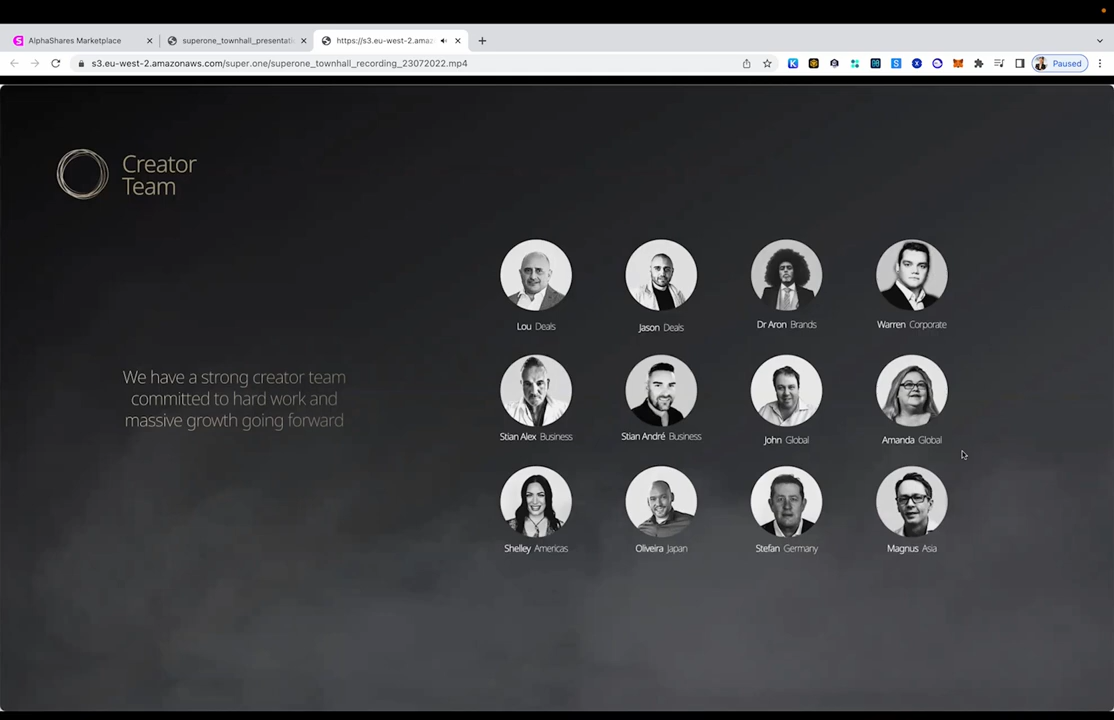 AlphaShares Marketplace
superone_townhall_presentati
https://s3.eu-west-2.amaz
s3.eu-west-2.amazonaws.com/super.one/superone_townhall_recording_23072022.mp4
Paused
Creator
Team
Lou Deals
Jason Deals
Dr Aron Brands
Warren Corporate
We have a strong creator team
committed to hard work and
massive growth going forward
Stian Alex Business
Stian André Business
John Global
Amanda Global
Shelley Americas
Oliveira Japan
Stefan Germany
Magnus Asia